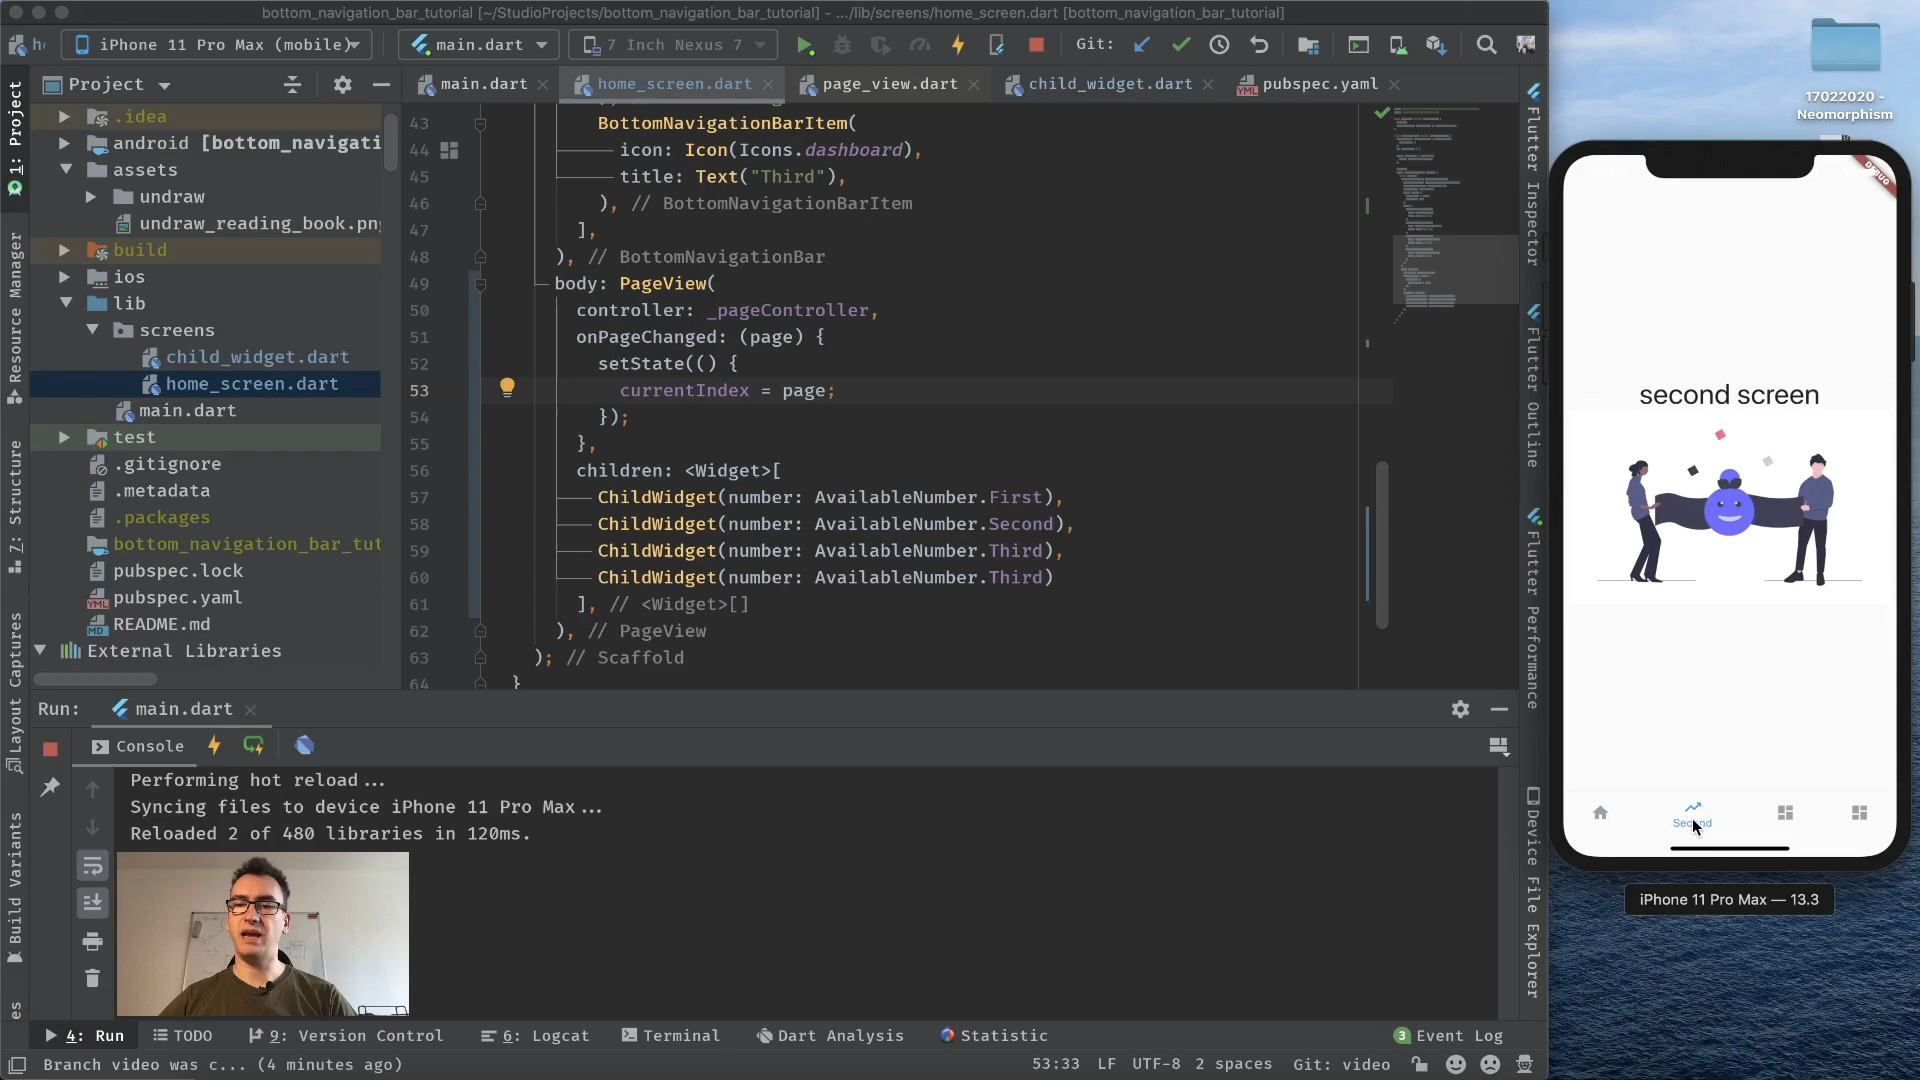 bottom_navigation_bar_tutorial [~/StudioProjects/bottom_navigation_bar_tutorial] - .../lib/screens/home_screen.dart [bottom_navigation_bar_tutorial]
iPhone 11 Pro Max (mobile)
main.dart
7 Inch Nexus 7
Git:
1: Project
Resource Manager
7: Structure
Layout Captures
Build Variants
Project
main.dart
home_screen.dart
page_view.dart
child_widget.dart
pubspec.yaml
.idea
android [bottom_navigati
assets
undraw
undraw_reading_book.pn
build
ios
lib
screens
child_widget.dart
home_screen.dart
main.dart
test
.gitignore
.metadata
.packages
bottom_navigation_bar_tut
pubspec.lock
pubspec.yaml
README.md
External Libraries
43 BottomNavigationBarItem(
44 icon: Icon(Icons.dashboard),
45 title: Text("Third"),
46 ), // BottomNavigationBarItem
47 ],
48 ), // BottomNavigationBar
49 body: PageView(
50 controller: _pageController,
51 onPageChanged: (page) {
52 setState(() {
53 currentIndex = page;
54 });
55 },
56 children: <Widget>[
57 ChildWidget(number: AvailableNumber.First),
58 ChildWidget(number: AvailableNumber.Second),
59 ChildWidget(number: AvailableNumber.Third),
60 ChildWidget(number: AvailableNumber.Third)
61 ], // <Widget>[]
62 ), // PageView
63 ); // Scaffold
64 }
Flutter Inspector
Flutter Outline
Flutter Performance
Device File Explorer
Run: main.dart
Console
Performing hot reload...
Syncing files to device iPhone 11 Pro Max...
Reloaded 2 of 480 libraries in 120ms.
4: Run
TODO
9: Version Control
6: Logcat
Terminal
Dart Analysis
Statistic
3 Event Log
Branch video was c... (4 minutes ago)
53:33 LF UTF-8 2 spaces Git: video
17022020 -
Neomorphism
DEBUG
second screen
Second
iPhone 11 Pro Max — 13.3